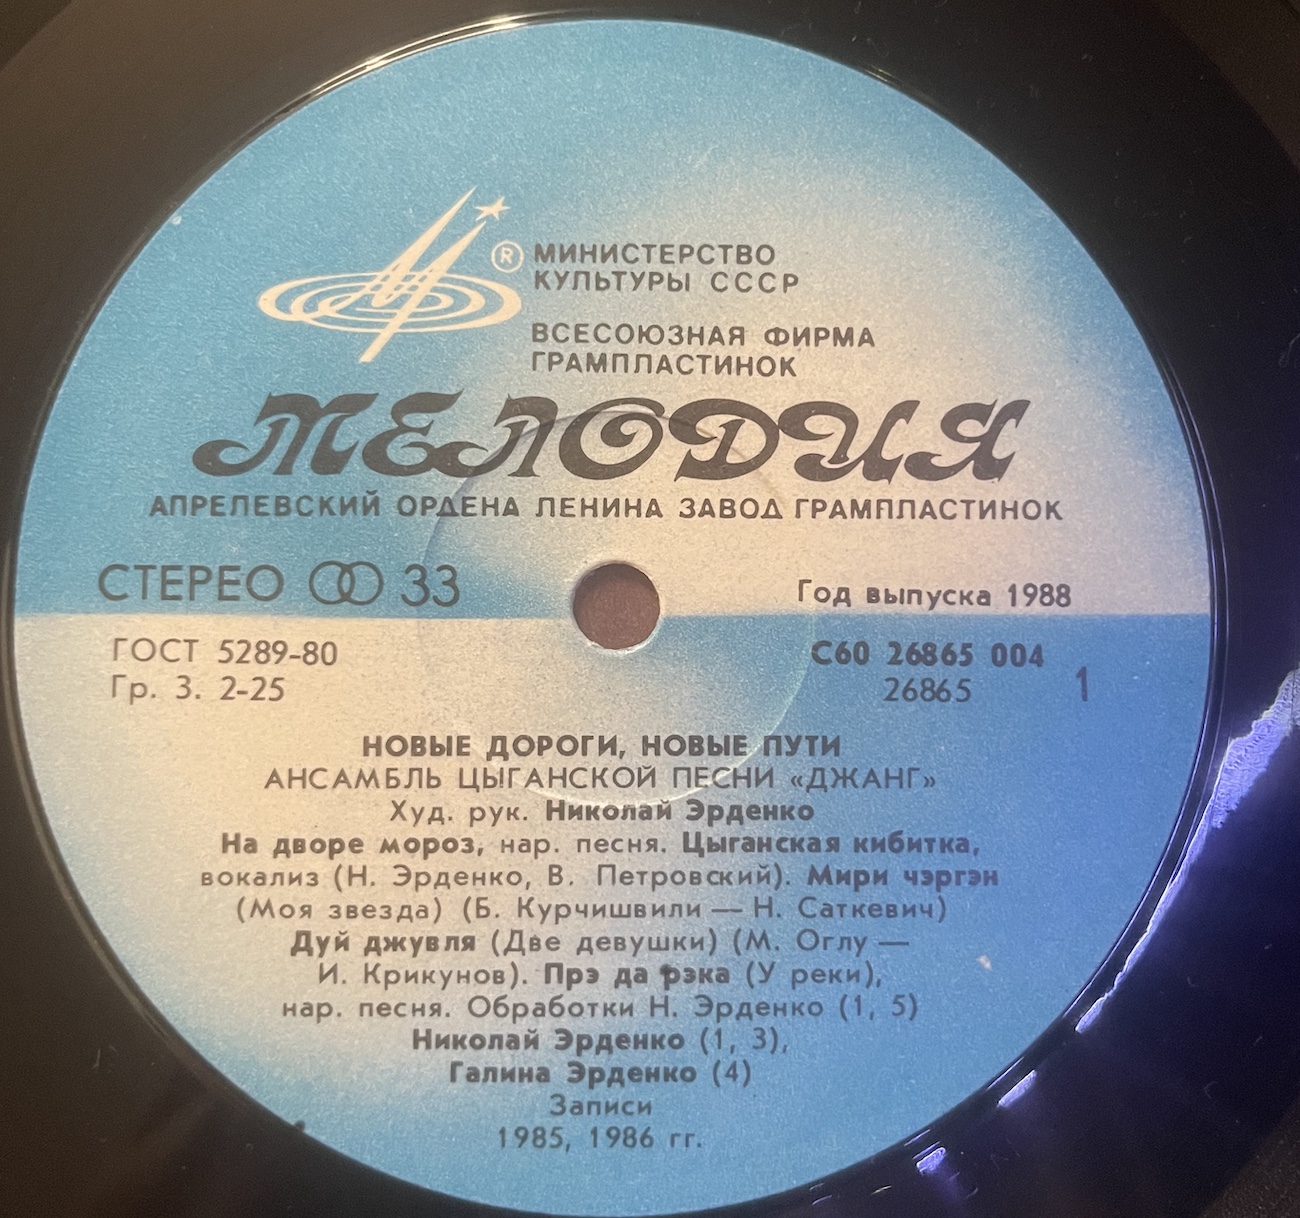 ®
МИНИСТЕРСТВО
КУЛЬТУРЫ СССР
ВСЕСОЮЗНАЯ ФИРМА
ГРАМПЛАСТИНОК
МЕЛОДИЯ
АПРЕЛЕВСКИЙ ОРДЕНА ЛЕНИНА ЗАВОД ГРАМПЛАСТИНОК
СТЕРЕО 33
Год выпуска 1988
ГОСТ 5289-80
Гр. 3. 2-25
С60 26865 004
26865 1
НОВЫЕ ДОРОГИ, НОВЫЕ ПУТИ
АНСАМБЛЬ ЦЫГАНСКОЙ ПЕСНИ «ДЖАНГ»
Худ. рук. Николай Эрденко
На дворе мороз, нар. песня. Цыганская кибитка,
вокализ (Н. Эрденко, В. Петровский). Мири чэргэн
(Моя звезда) (Б. Курчишвили — Н. Саткевич)
Дуй джувля (Две девушки) (М. Оглу —
И. Крикунов). Прэ да рэка (У реки),
нар. песня. Обработки Н. Эрденко (1, 5)
Николай Эрденко (1, 3),
Галина Эрденко (4)
Записи
1985, 1986 гг.